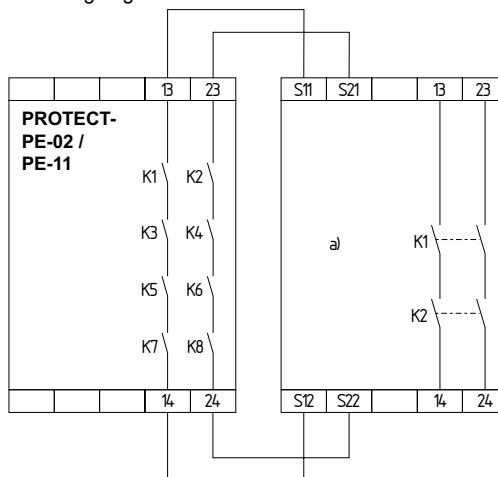 13 23 S11 S21 13 23
PROTECT-
PE-02 /
PE-11
K1 K2
K3 K4 a) K1
K5 K6
K2
K7 K8
14 24 S12 S22 14 24